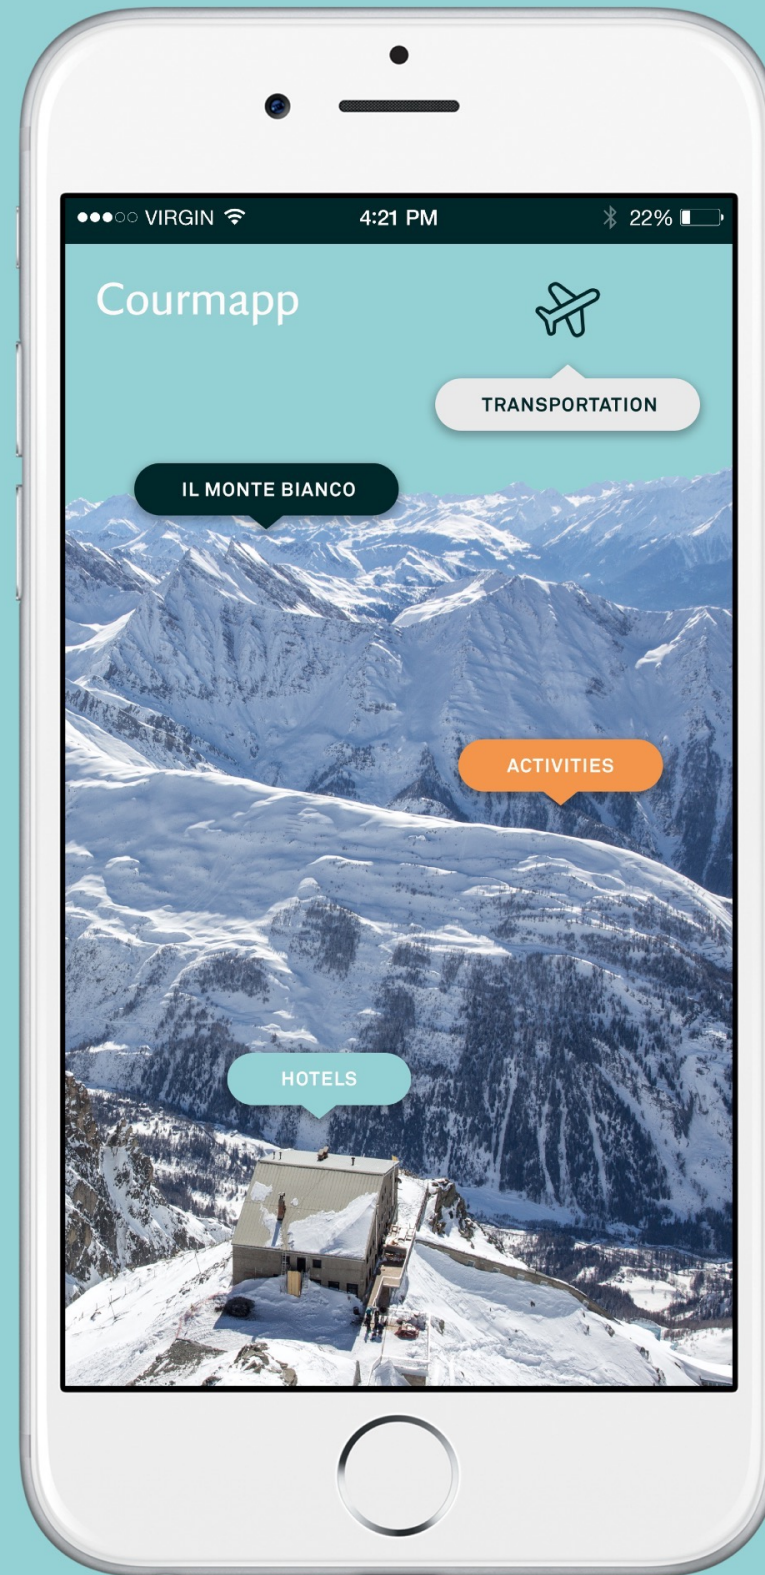 VIRGIN 4:21 PM 22%
Courmapp
TRANSPORTATION
IL MONTE BIANCO
ACTIVITIES
HOTELS